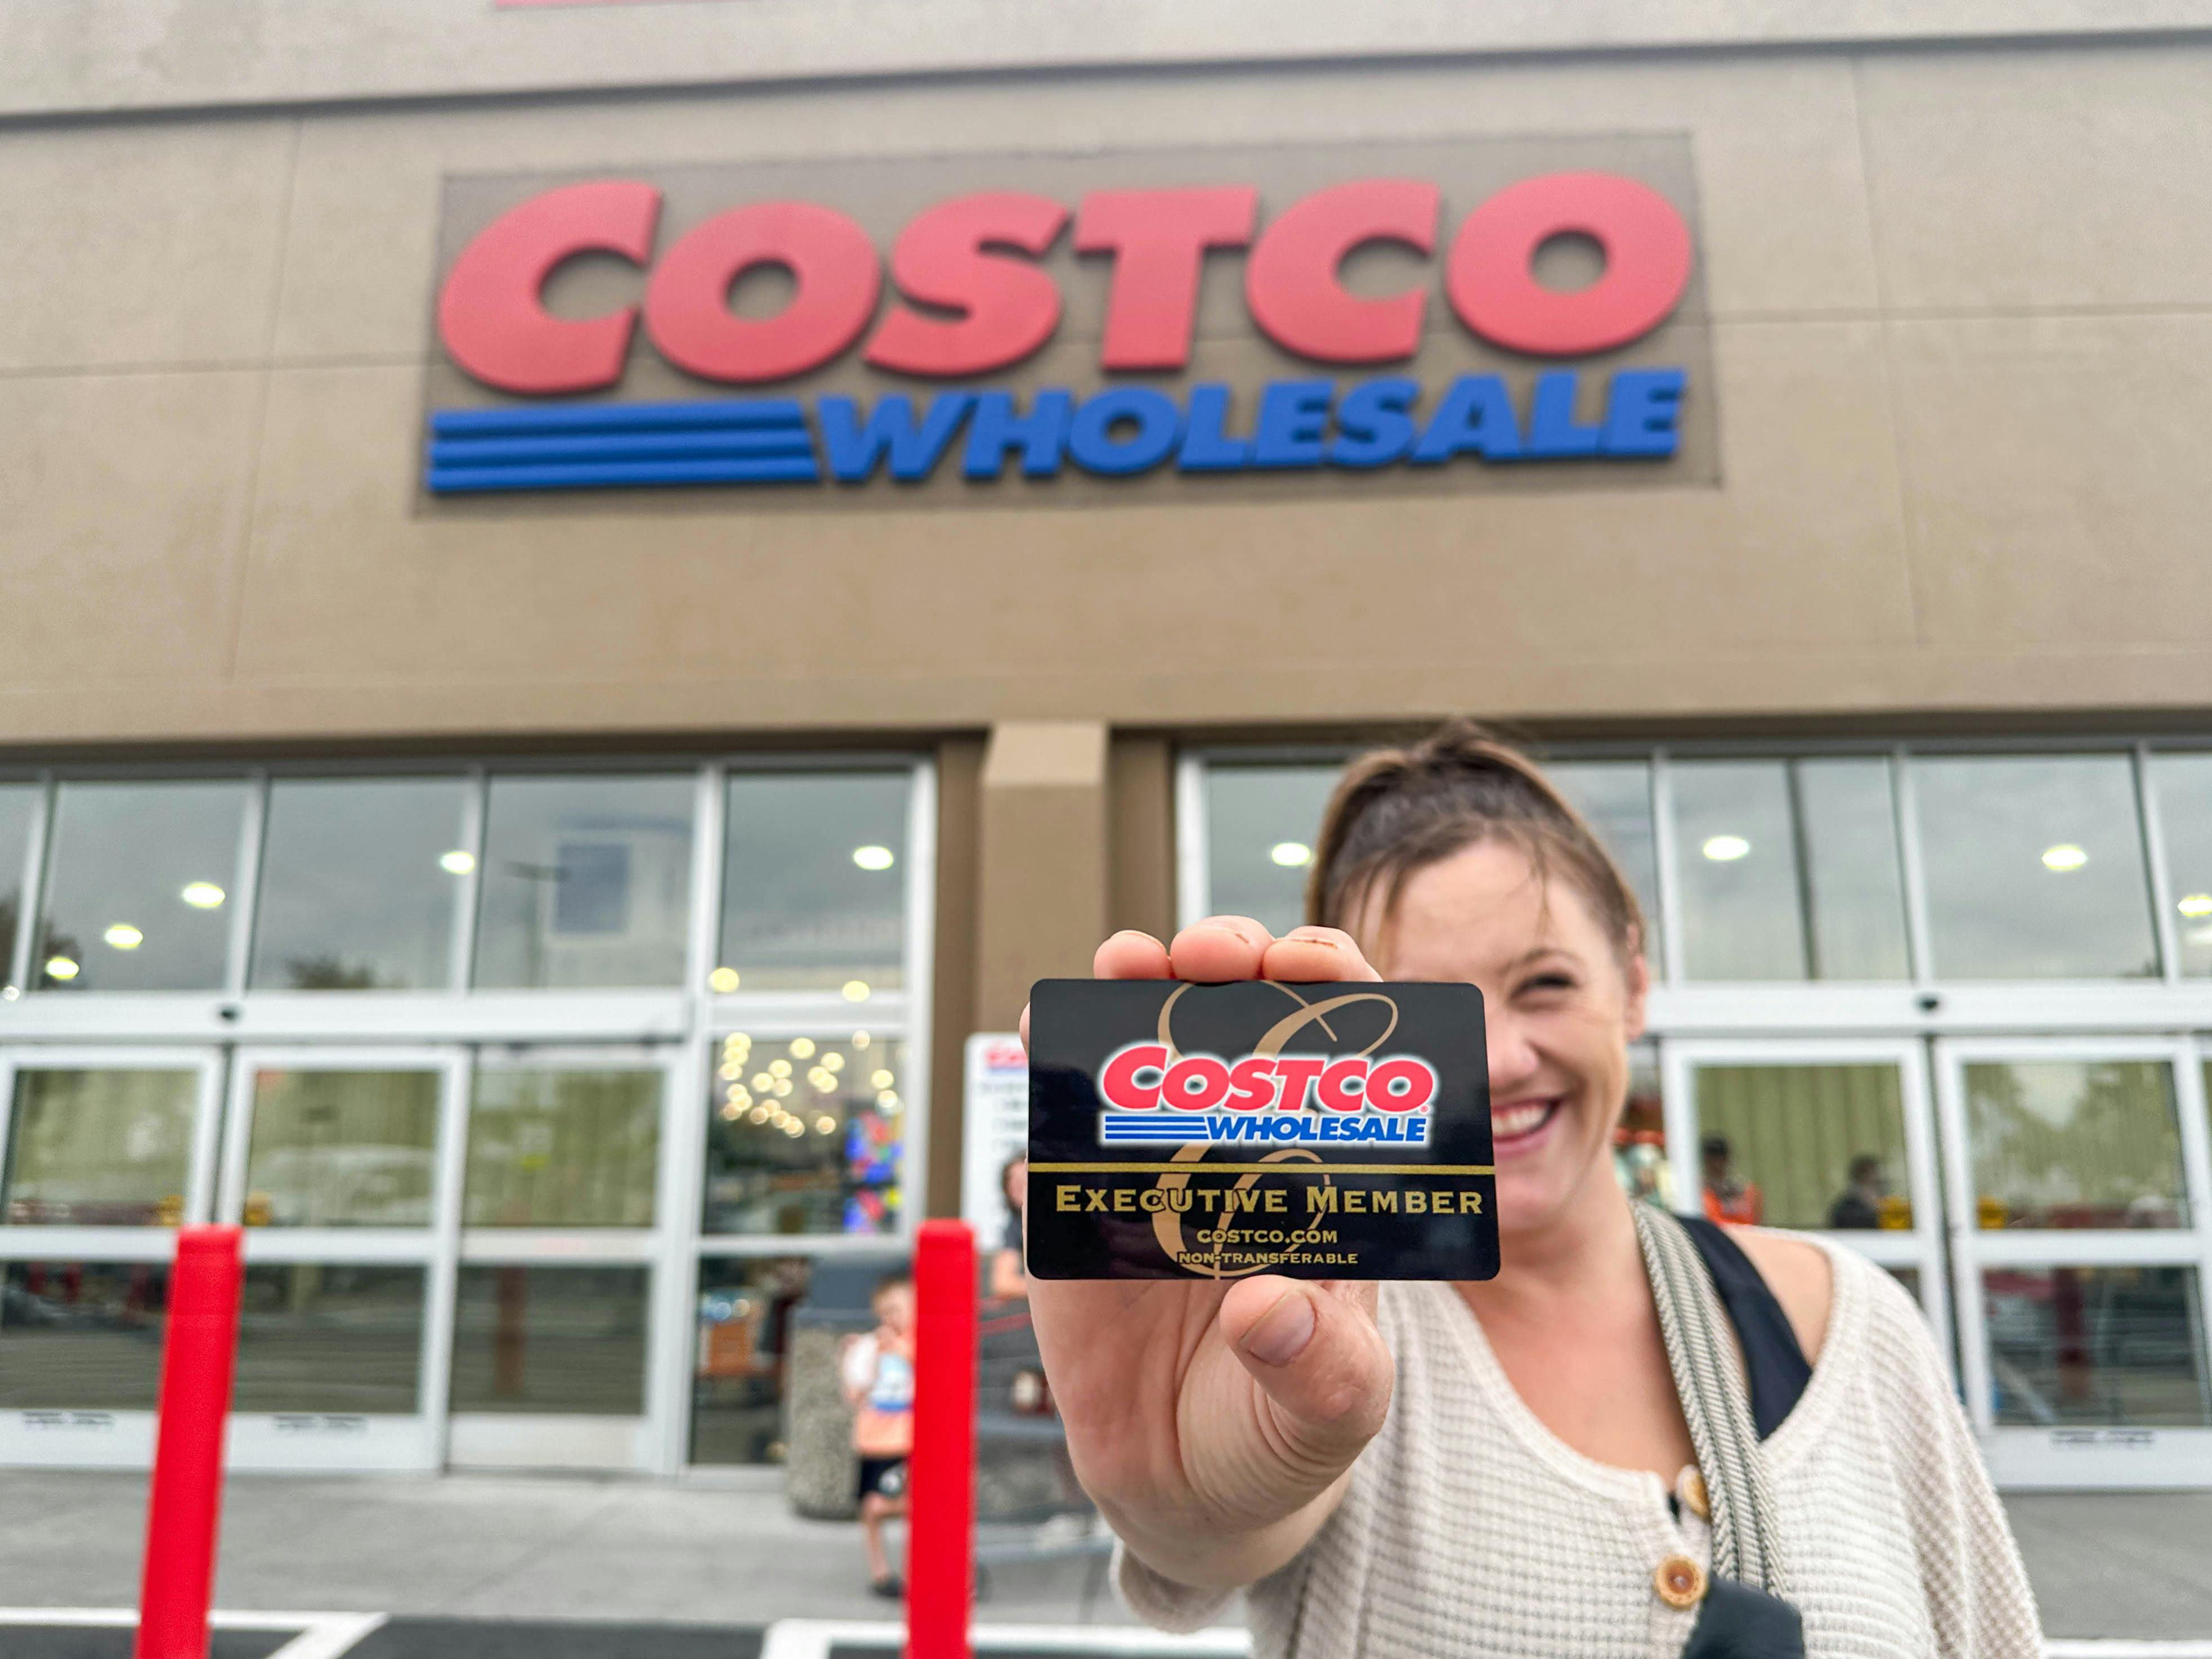 COSTCO
WHOLESALE
COSTCO
WHOLESALE
EXECUTIVE MEMBER
COSTCO.COM
NON-TRANSFERABLE